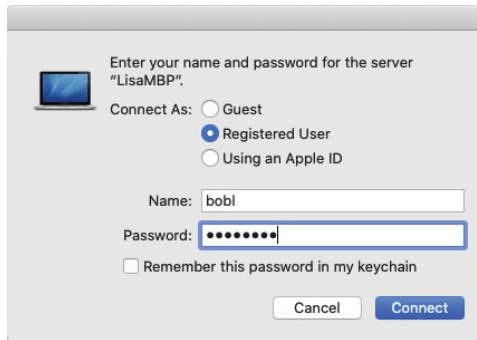 Enter your name and password for the server
“LisaMBP”.
Connect As: Guest
Registered User
Using an Apple ID
Name: bobl
Password: ••••••••
Remember this password in my keychain
Cancel Connect